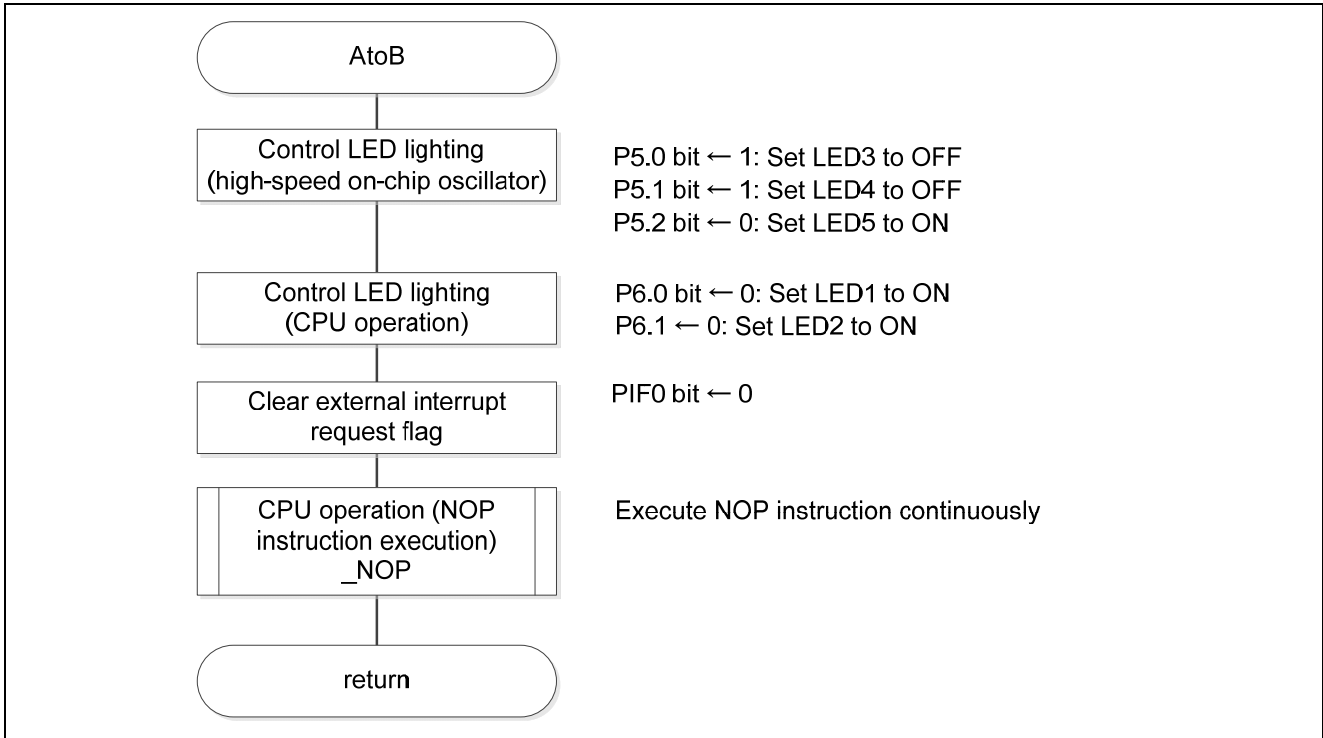 AtoB
Control LED lighting
(high-speed on-chip oscillator)
P5.0 bit ← 1: Set LED3 to OFF
P5.1 bit ← 1: Set LED4 to OFF
P5.2 bit ← 0: Set LED5 to ON
Control LED lighting
(CPU operation)
P6.0 bit ← 0: Set LED1 to ON
P6.1 ← 0: Set LED2 to ON
Clear external interrupt
request flag
PIF0 bit ← 0
CPU operation (NOP
instruction execution)
_NOP
Execute NOP instruction continuously
return